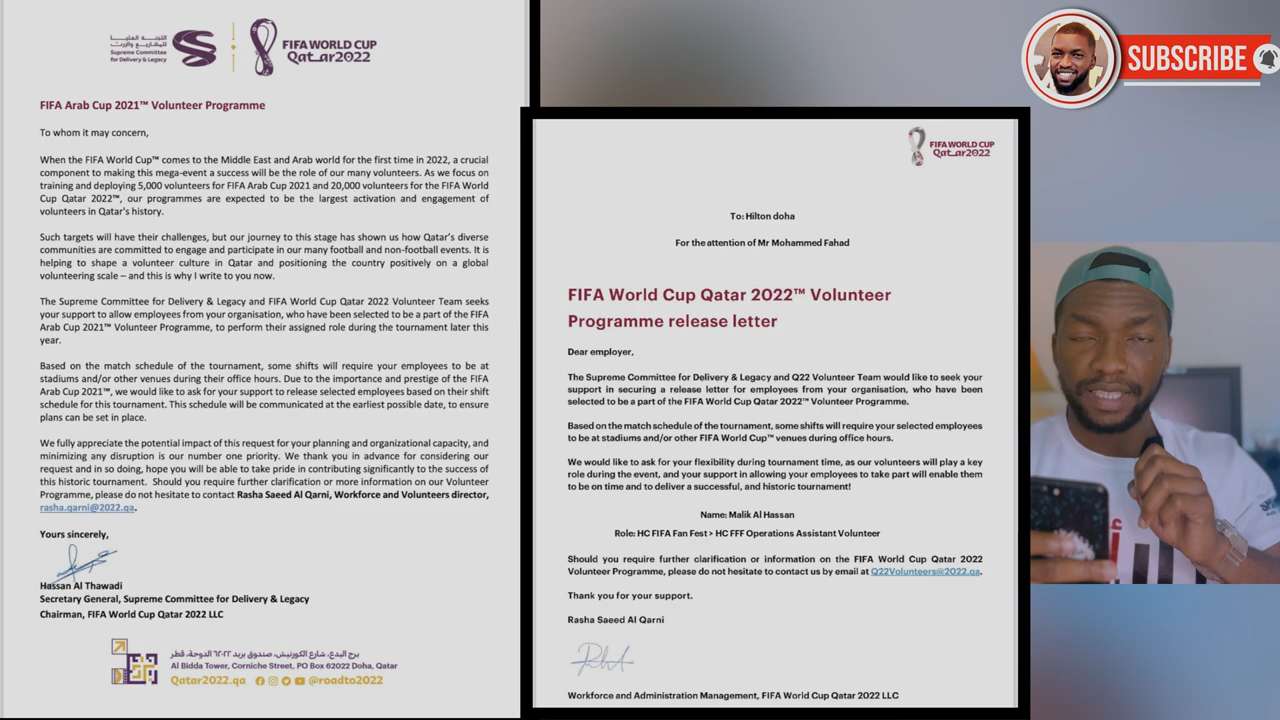 اللجنة العليا
للمشاريع والإرث
Supreme Committee
for Delivery & Legacy
FIFA WORLD CUP
Qatar2022
FIFA Arab Cup 2021™ Volunteer Programme
To whom it may concern,
When the FIFA World Cup™ comes to the Middle East and Arab world for the first time in 2022, a crucial
component to making this mega-event a success will be the role of our many volunteers. As we focus on
training and deploying 5,000 volunteers for FIFA Arab Cup 2021 and 20,000 volunteers for the FIFA World
Cup Qatar 2022™, our programmes are expected to be the largest activation and engagement of
volunteers in Qatar's history.
Such targets will have their challenges, but our journey to this stage has shown us how Qatar's diverse
communities are committed to engage and participate in our many football and non-football events. It is
helping to shape a volunteer culture in Qatar and positioning the country positively on a global
volunteering scale – and this is why I write to you now.
The Supreme Committee for Delivery & Legacy and FIFA World Cup Qatar 2022 Volunteer Team seeks
your support to allow employees from your organisation, who have been selected to be a part of the FIFA
Arab Cup 2021™ Volunteer Programme, to perform their assigned role during the tournament later this
year.
Based on the match schedule of the tournament, some shifts will require your employees to be at
stadiums and/or other venues during their office hours. Due to the importance and prestige of the FIFA
Arab Cup 2021™, we would like to ask for your support to release selected employees based on their shift
schedule for this tournament. This schedule will be communicated at the earliest possible date, to ensure
plans can be set in place.
We fully appreciate the potential impact of this request for your planning and organizational capacity, and
minimizing any disruption is our number one priority. We thank you in advance for considering our
request and in so doing, hope you will be able to take pride in contributing significantly to the success of
this historic tournament. Should you require further clarification or more information on our Volunteer
Programme, please do not hesitate to contact Rasha Saeed Al Qarni, Workforce and Volunteers director,
rasha.qarni@2022.qa.
Yours sincerely,
Hassan Al Thawadi
Secretary General, Supreme Committee for Delivery & Legacy
Chairman, FIFA World Cup Qatar 2022 LLC
برج البدع، شارع الكورنيش، صندوق بريد ٦٢٠٢٢ الدوحة، قطر
Al Bidda Tower, Corniche Street, PO Box 62022 Doha, Qatar
Qatar2022.qa @roadto2022
FIFA WORLD CUP
Qatar2022
To: Hilton doha
For the attention of Mr Mohammed Fahad
FIFA World Cup Qatar 2022™ Volunteer
Programme release letter
Dear employer,
The Supreme Committee for Delivery & Legacy and Q22 Volunteer Team would like to seek your
support in securing a release letter for employees from your organisation, who have been
selected to be a part of the FIFA World Cup Qatar 2022™ Volunteer Programme.
Based on the match schedule of the tournament, some shifts will require your selected employees
to be at stadiums and/or other FIFA World Cup™ venues during office hours.
We would like to ask for your flexibility during tournament time, as our volunteers will play a key
role during the event, and your support in allowing your employees to take part will enable them
to be on time and to deliver a successful, and historic tournament!
Name: Malik Al Hassan
Role: HC FIFA Fan Fest > HC FFF Operations Assistant Volunteer
Should you require further clarification or information on the FIFA World Cup Qatar 2022
Volunteer Programme, please do not hesitate to contact us by email at Q22Volunteers@2022.qa.
Thank you for your support.
Rasha Saeed Al Qarni
Workforce and Administration Management, FIFA World Cup Qatar 2022 LLC
SUBSCRIBE